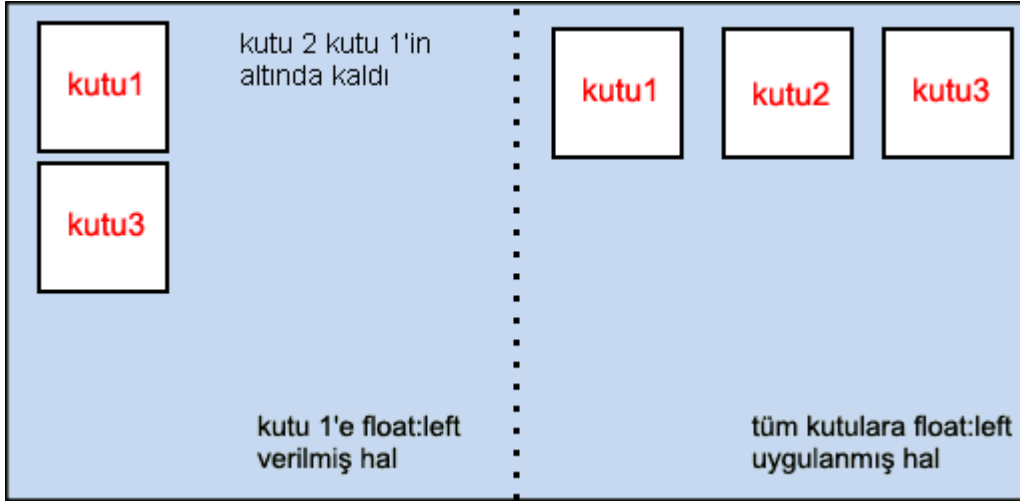 kutu1
kutu 2 kutu 1'in
altında kaldı
kutu3
kutu 1'e float:left
verilmiş hal
kutu1
kutu2
kutu3
tüm kutulara float:left
uygulanmış hal